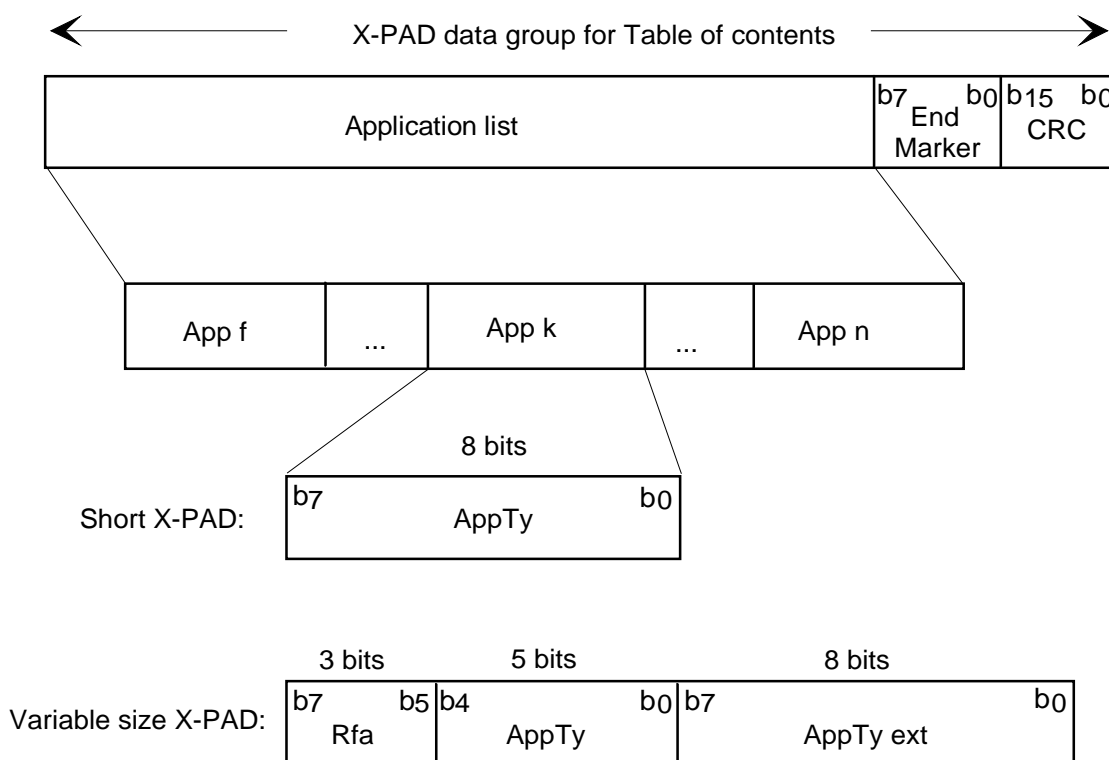 X-PAD data group for Table of contents
Application list
b7 b0
End
Marker
b15 b0
CRC
App f
...
App k
...
App n
8 bits
Short X-PAD:
b7 b0
AppTy
3 bits 5 bits 8 bits
Variable size X-PAD:
b7 b5 b4 b0 b7 b0
Rfa AppTy AppTy ext